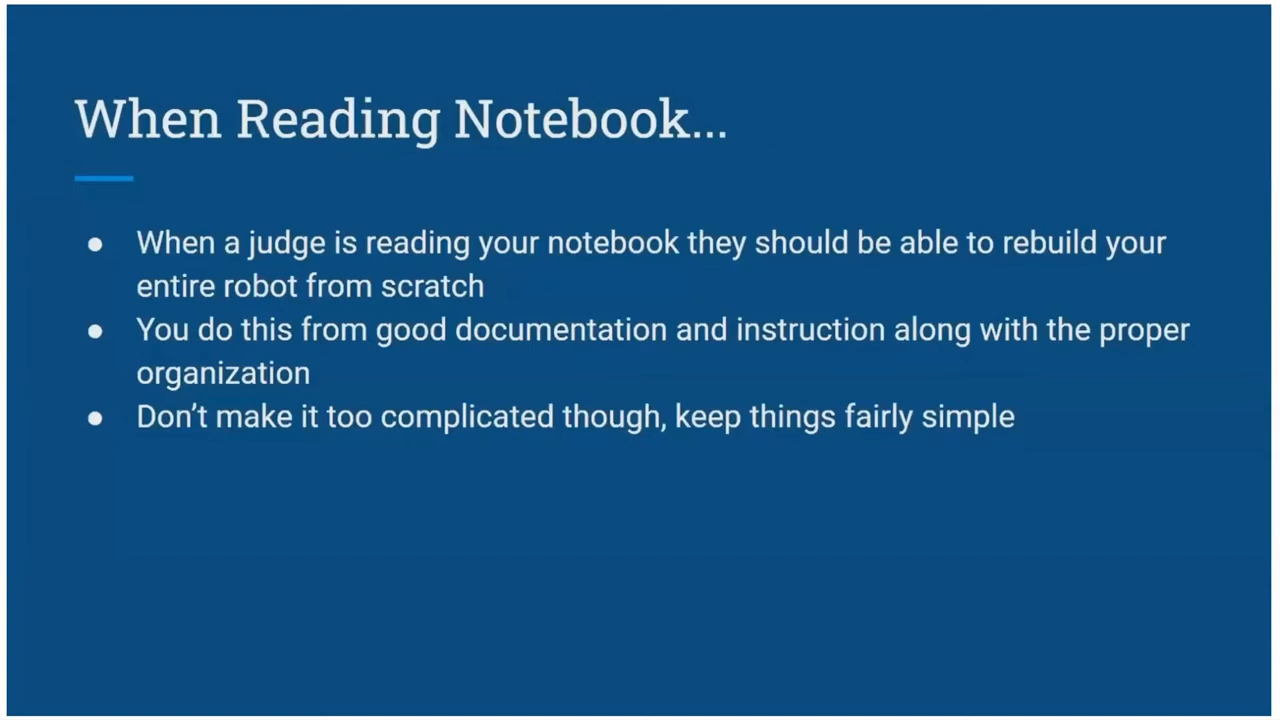 When Reading Notebook...
● When a judge is reading your notebook they should be able to rebuild your
entire robot from scratch
● You do this from good documentation and instruction along with the proper
organization
● Don’t make it too complicated though, keep things fairly simple